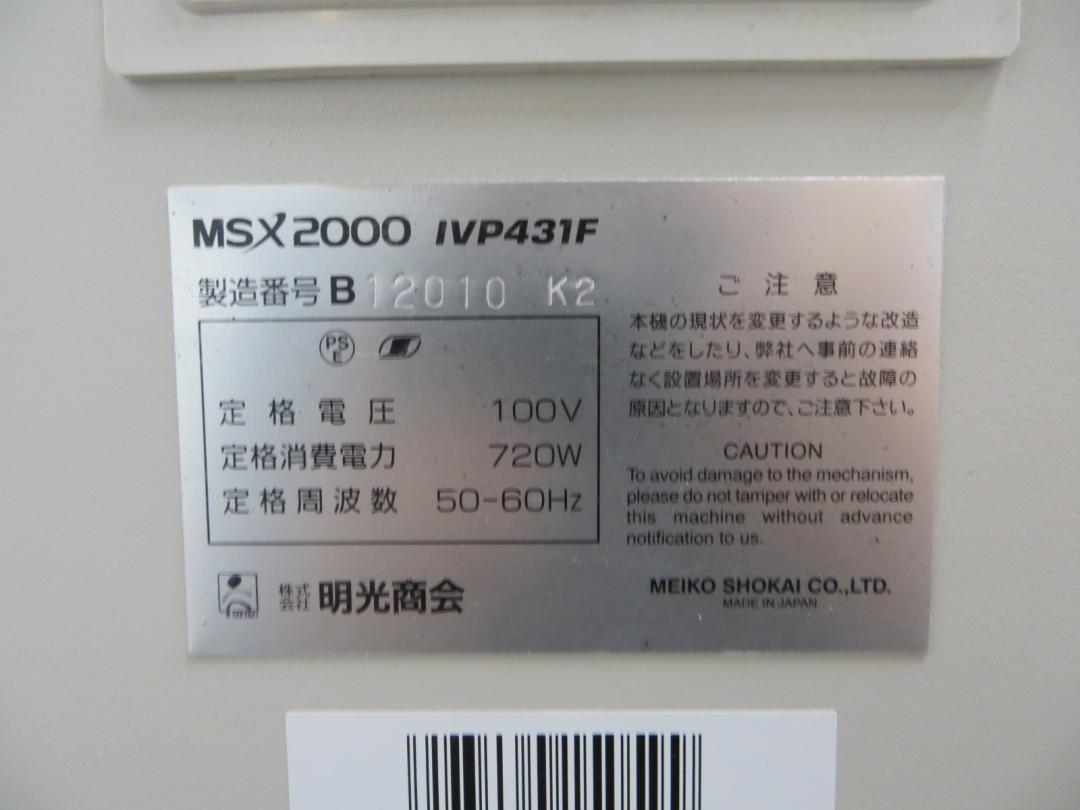 MSX2000 IVP431F
製造番号 B 12010 K2
PS E
定格電圧 100V
定格消費電力 720W
定格周波数 50-60Hz
株式会社 明光商会
ご注意
本機の現状を変更するような改造
などをしたり、弊社へ事前の連絡
なく設置場所を変更すると故障の
原因となりますので、ご注意下さい。
CAUTION
To avoid damage to the mechanism,
please do not tamper with or relocate
this machine without advance
notification to us.
MEIKO SHOKAI CO.,LTD.
MADE IN JAPAN